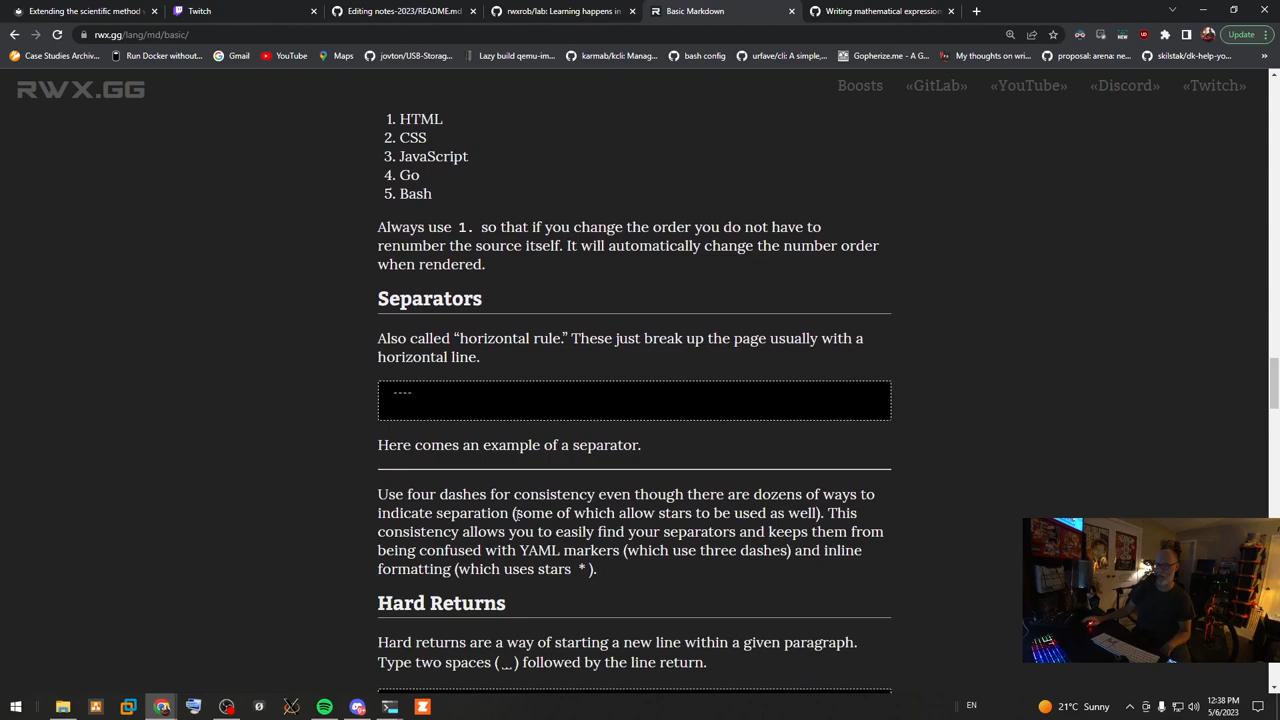 Extending the scientific method
Twitch
Editing notes-2023/README.md
rwxrob/lab: Learning happens in
Basic Markdown
Writing mathematical expression
rwx.gg/lang/md/basic/
Update
Case Studies Archiv...
Run Docker without...
Gmail
YouTube
Maps
jovton/USB-Storag...
Lazy build qemu-im...
karmab/kcli: Manag...
bash config
urfave/cli: A simple,...
Gopherize.me - A G...
My thoughts on wri...
proposal: arena: ne...
skilstak/dk-help-yo...
RWX.GG
Boosts «GitLab» «YouTube» «Discord» «Twitch»
1. HTML
2. CSS
3. JavaScript
4. Go
5. Bash
Always use 1. so that if you change the order you do not have to
renumber the source itself. It will automatically change the number order
when rendered.
Separators
Also called “horizontal rule.” These just break up the page usually with a
horizontal line.
----
Here comes an example of a separator.
Use four dashes for consistency even though there are dozens of ways to
indicate separation (some of which allow stars to be used as well). This
consistency allows you to easily find your separators and keeps them from
being confused with YAML markers (which use three dashes) and inline
formatting (which uses stars * ).
Hard Returns
Hard returns are a way of starting a new line within a given paragraph.
Type two spaces (__) followed by the line return.
21°C Sunny
EN
12:38 PM
5/6/2023